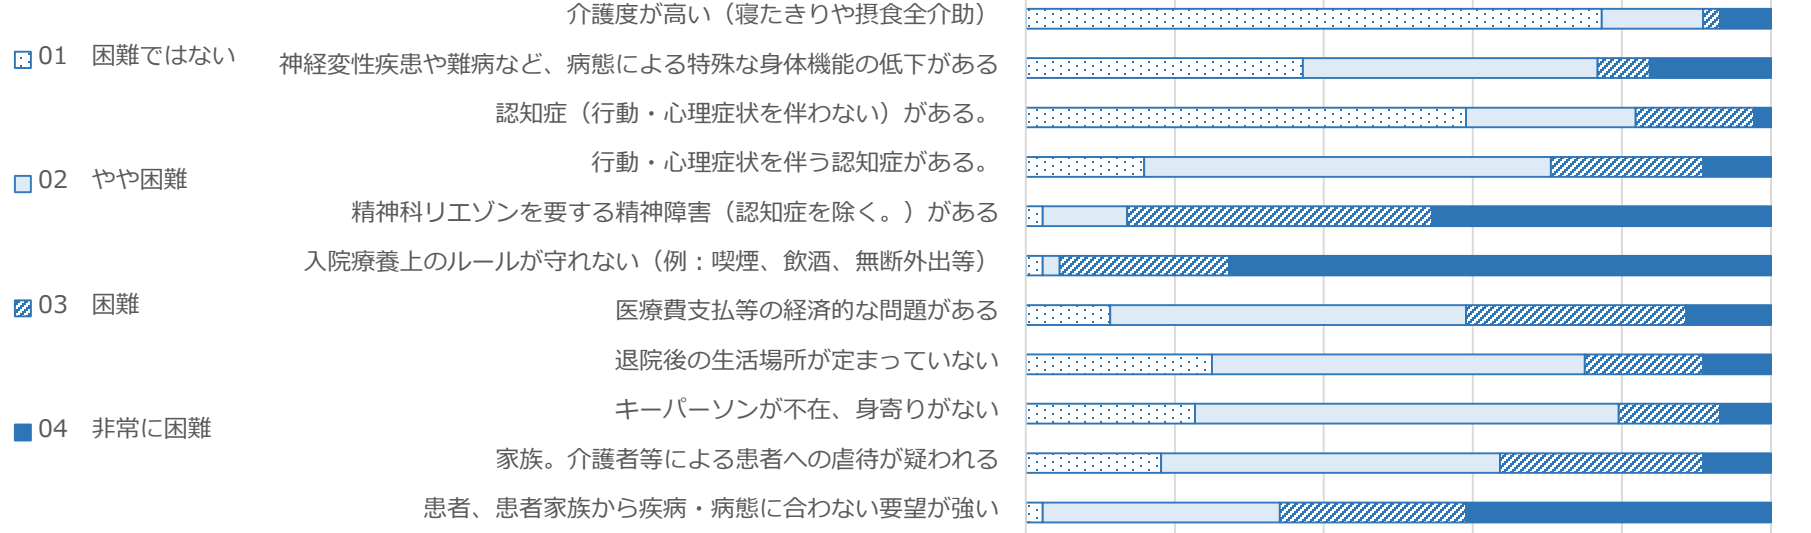 介護度が高い（寝たきりや摂食全介助）
01 困難ではない
神経変性疾患や難病など、病態による特殊な身体機能の低下がある
認知症（行動・心理症状を伴わない）がある。
行動・心理症状を伴う認知症がある。
02 やや困難
精神科リエゾンを要する精神障害（認知症を除く。）がある
入院療養上のルールが守れない（例：喫煙、飲酒、無断外出等）
03 困難
医療費支払等の経済的な問題がある
退院後の生活場所が定まっていない
キーパーソンが不在、身寄りがない
04 非常に困難
家族。介護者等による患者への虐待が疑われる
患者、患者家族から疾病・病態に合わない要望が強い